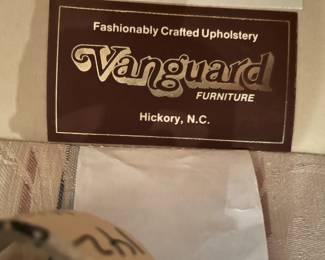 Fashionably Crafted Upholstery
Vanguard
FURNITURE
Hickory, N.C.